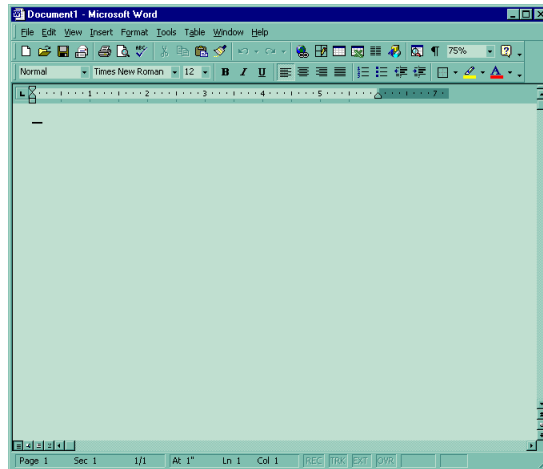 Document1 - Microsoft Word
File Edit View Insert Format Tools Table Window Help
75%
Normal Times New Roman 12 B I U
1 2 3 4 5 7
Page 1 Sec 1 1/1 At 1" Ln 1 Col 1 REC TRK EXT OVR